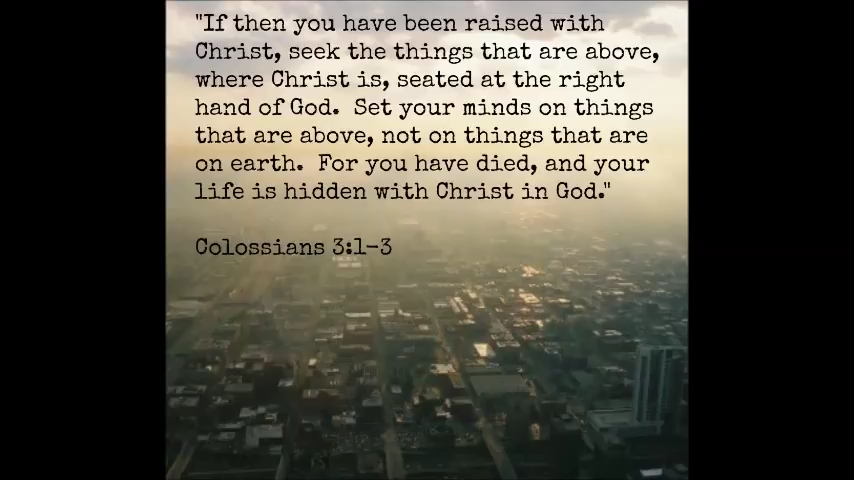 "If then you have been raised with
Christ, seek the things that are above,
where Christ is, seated at the right
hand of God.  Set your minds on things
that are above, not on things that are
on earth.  For you have died, and your
life is hidden with Christ in God."
Colossians 3:1-3